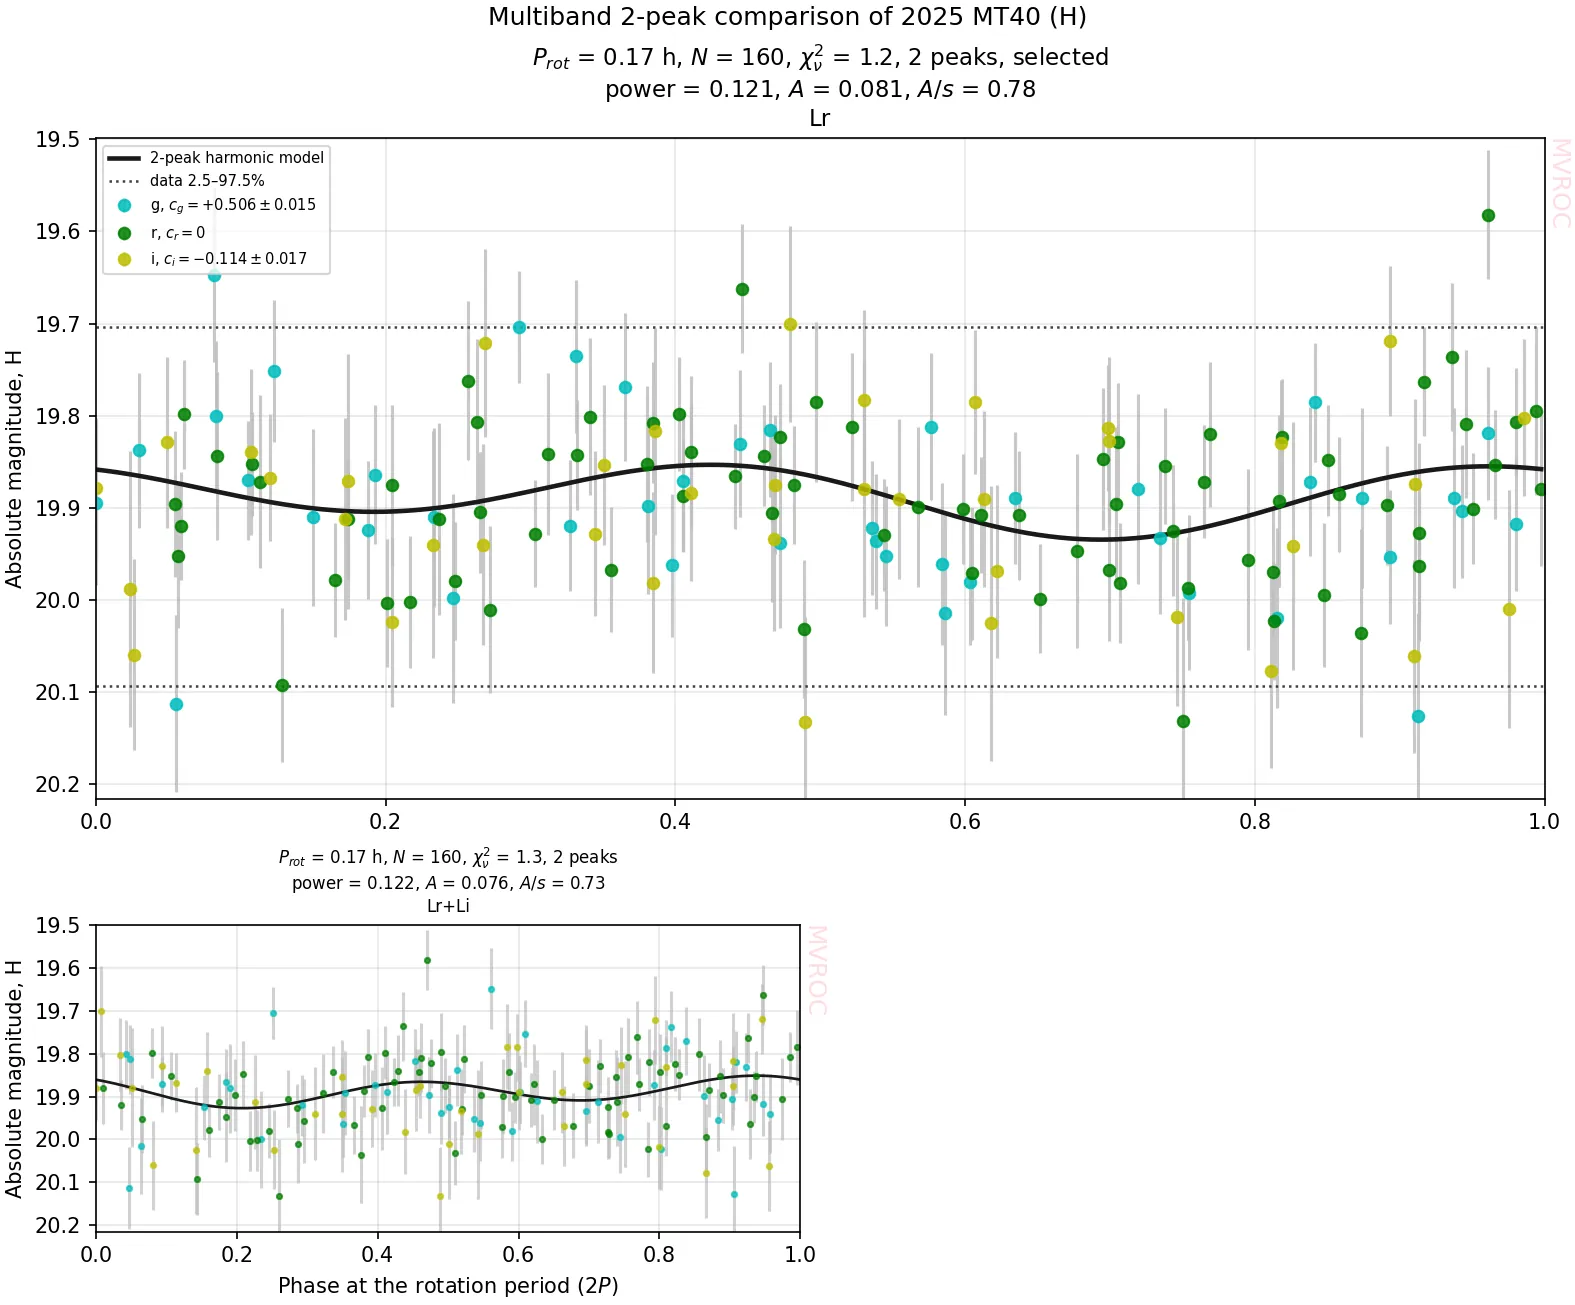 Multiband 2-peak comparison of 2025 MT40 (H)
P_rot = 0.17 h, N = 160, χ²_ν = 1.2, 2 peaks, selected
power = 0.121, A = 0.081, A/s = 0.78
Lr
Absolute magnitude, H
19.5
19.6
19.7
19.8
19.9
20.0
20.1
20.2
2-peak harmonic model
data 2.5–97.5%
g, c_g = +0.506 ± 0.015
r, c_r = 0
i, c_i = −0.114 ± 0.017
MVROC
0.0 0.2 0.4 0.6 0.8 1.0
P_rot = 0.17 h, N = 160, χ²_ν = 1.3, 2 peaks
power = 0.122, A = 0.076, A/s = 0.73
Lr+Li
Absolute magnitude, H
19.5
19.6
19.7
19.8
19.9
20.0
20.1
20.2
MVROC
0.0 0.2 0.4 0.6 0.8 1.0
Phase at the rotation period (2P)